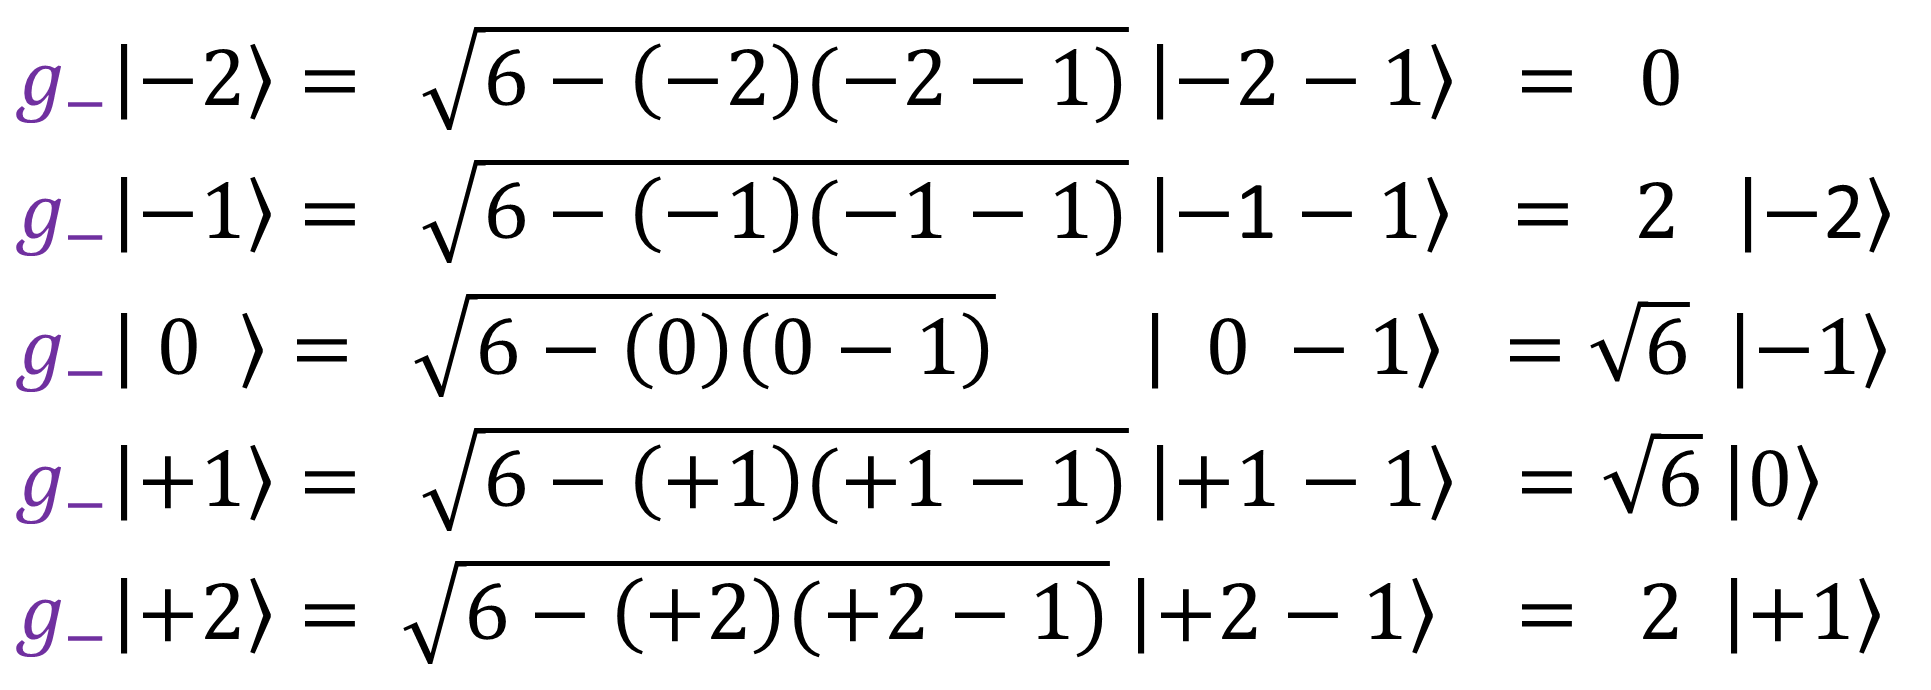 g₋|−2⟩ = √(6 − (−2)(−2 − 1)) |−2 − 1⟩ = 0
g₋|−1⟩ = √(6 − (−1)(−1 − 1)) |−1 − 1⟩ = 2 |−2⟩
g₋| 0 ⟩ = √(6 − (0)(0 − 1)) | 0 − 1⟩ = √6 |−1⟩
g₋|+1⟩ = √(6 − (+1)(+1 − 1)) |+1 − 1⟩ = √6 |0⟩
g₋|+2⟩ = √(6 − (+2)(+2 − 1)) |+2 − 1⟩ = 2 |+1⟩